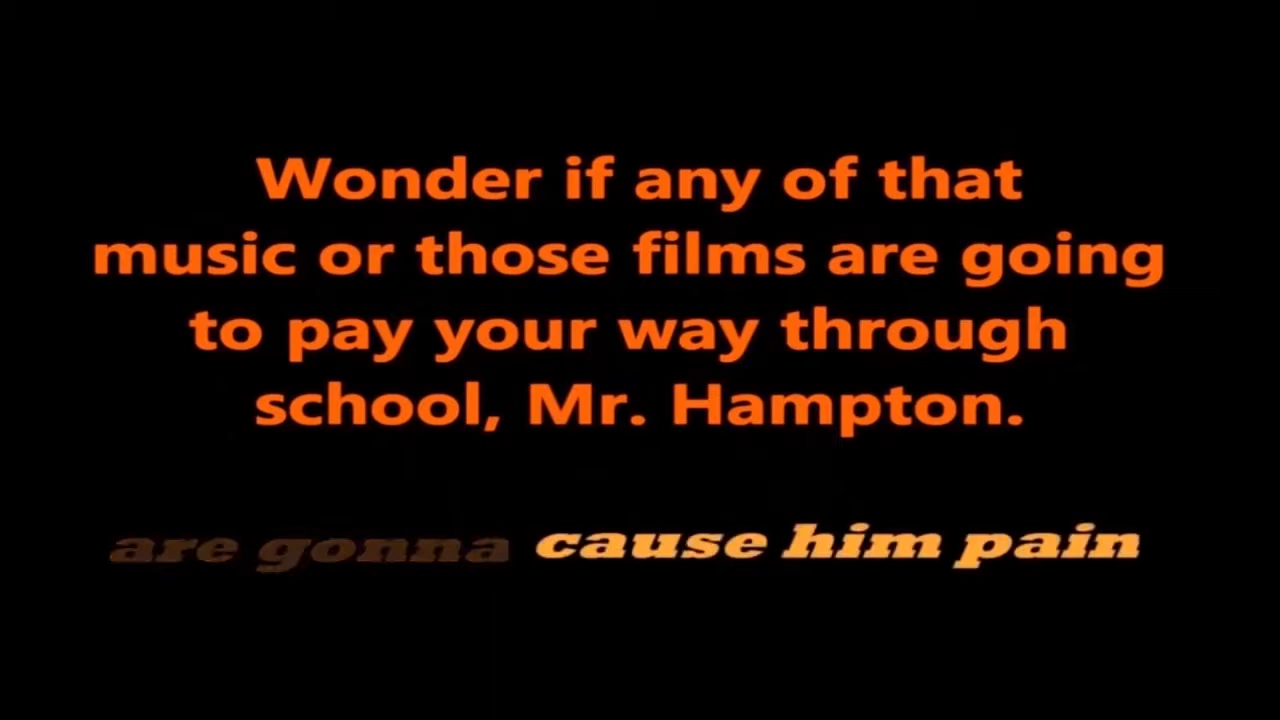 Wonder if any of that
music or those films are going
to pay your way through
school, Mr. Hampton.
are gonna cause him pain